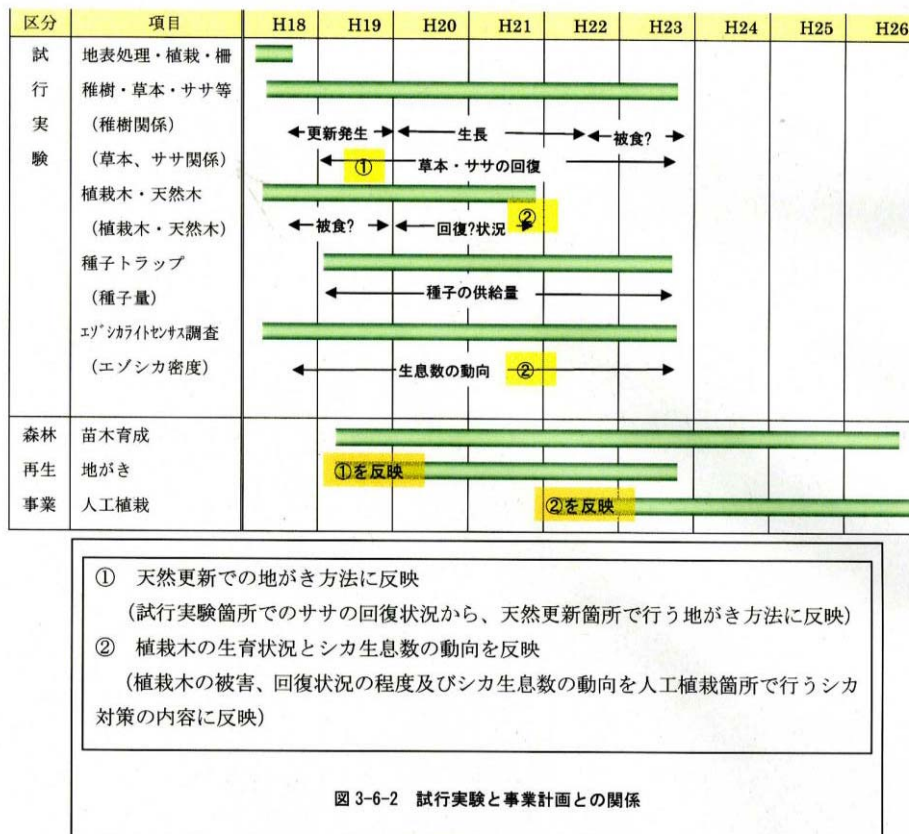 区分 項目 H18 H19 H20 H21 H22 H23 H24 H25 H26
試 地表処理・植栽・柵
行 稚樹・草本・ササ等
実 (稚樹関係) 更新発生 生長 被食?
験 (草本、ササ関係) ① 草本・ササの回復
植栽木・天然木 ②
(植栽木・天然木) 被食? 回復?状況
種子トラップ
(種子量) 種子の供給量
エゾシカライトセンサス調査
(エゾシカ密度) 生息数の動向 ②
森林 苗木育成
再生 地がき ①を反映
事業 人工植栽 ②を反映
① 天然更新での地がき方法に反映
(試行実験箇所でのササの回復状況から、天然更新箇所で行う地がき方法に反映)
② 植栽木の生育状況とシカ生息数の動向を反映
(植栽木の被害、回復状況の程度及びシカ生息数の動向を人工植栽箇所で行うシカ
対策の内容に反映)
図 3-6-2 試行実験と事業計画との関係